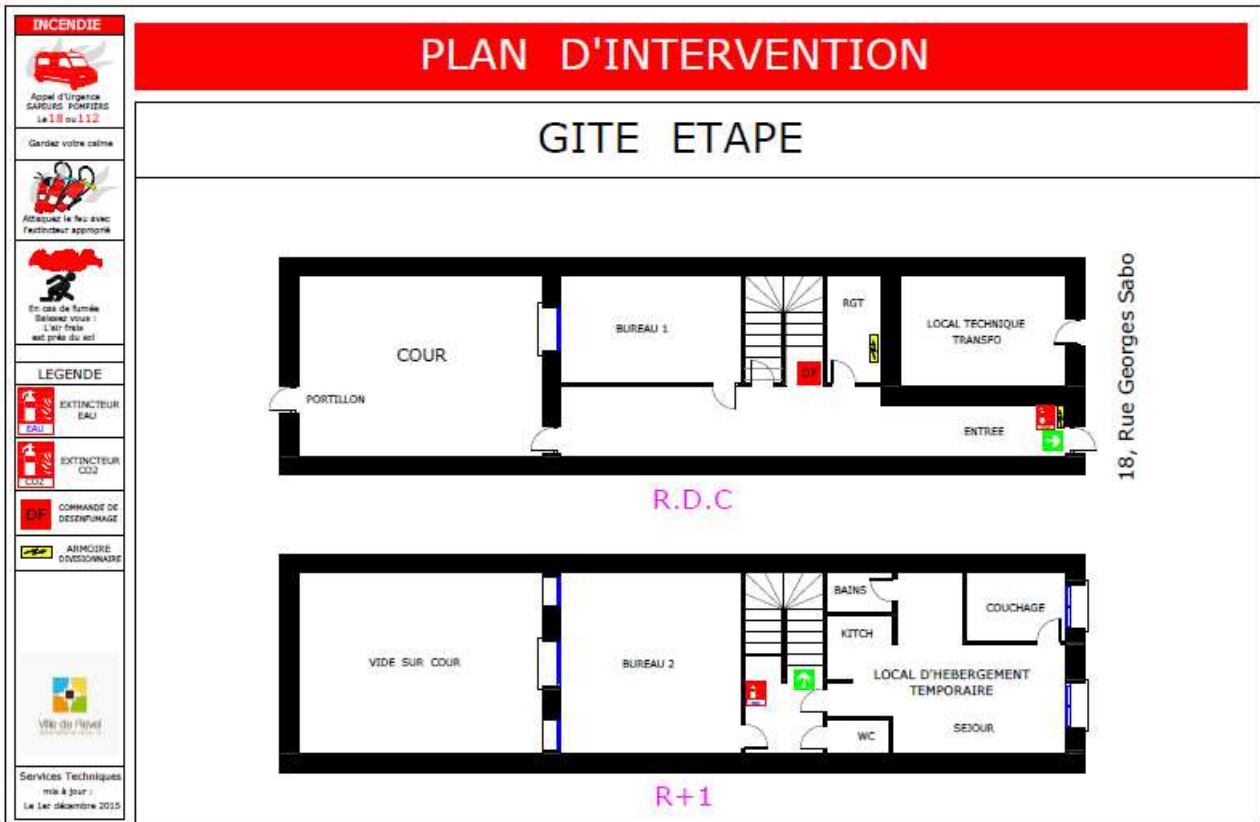 INCENDIE
Appel d'Urgence
SAPEURS POMPIERS
Le 18 ou 112
Gardez votre calme
Attaquez le feu avec
l'extincteur approprié
En cas de fumée
Baissez vous :
L'air frais
est près du sol
LEGENDE
EXTINCTEUR
EAU
EAU
EXTINCTEUR
CO2
CO2
DF
COMMANDE DE
DESENFUMAGE
ARMOIRE
DIVISIONNAIRE
Ville de Revel
Services Techniques
mis à jour :
Le 1er décembre 2015
PLAN D'INTERVENTION
GITE ETAPE
COUR
PORTILLON
BUREAU 1
DF
RGT
LOCAL TECHNIQUE
TRANSFO
ENTREE
18, Rue Georges Sabo
R.D.C
VIDE SUR COUR
BUREAU 2
BAINS
KITCH
COUCHAGE
LOCAL D'HEBERGEMENT
TEMPORAIRE
SEJOUR
WC
R+1